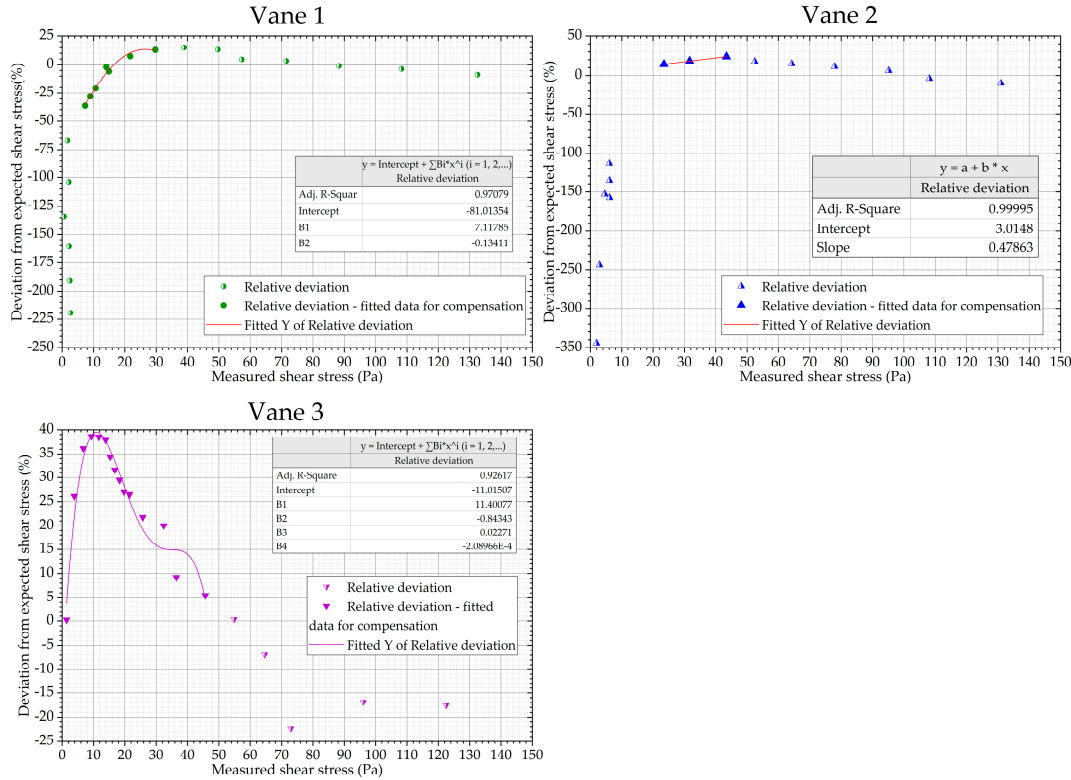 Vane 1
Deviation from expected shear stress(%)
25
0
-25
-50
-75
-100
-125
-150
-175
-200
-225
-250
y = Intercept + ∑Bi*x^i (i = 1, 2,...)
Relative deviation
Adj. R-Squar 0.97079
Intercept -81.01354
B1 7.11785
B2 -0.13411
Relative deviation
Relative deviation - fitted data for compensation
Fitted Y of Relative deviation
0 10 20 30 40 50 60 70 80 90 100 110 120 130 140 150
Measured shear stress (Pa)
Vane 2
Deviation from expected shear stress (%)
50
0
-50
-100
-150
-200
-250
-300
-350
y = a + b * x
Relative deviation
Adj. R-Square 0.99995
Intercept 3.0148
Slope 0.47863
Relative deviation
Relative deviation - fitted data for compensation
Fitted Y of Relative deviation
0 10 20 30 40 50 60 70 80 90 100 110 120 130 140 150
Measured shear stress (Pa)
Vane 3
Deviation from expected shear stress (%)
40
35
30
25
20
15
10
5
0
-5
-10
-15
-20
-25
y = Intercept + ∑Bi*x^i (i = 1, 2,...)
Relative deviation
Adj. R-Square 0.92617
Intercept -11.01507
B1 11.40077
B2 -0.84343
B3 0.02271
B4 -2.08966E-4
Relative deviation
Relative deviation - fitted
data for compensation
Fitted Y of Relative deviation
0 10 20 30 40 50 60 70 80 90 100 110 120 130 140 150
Measured shear stress (Pa)